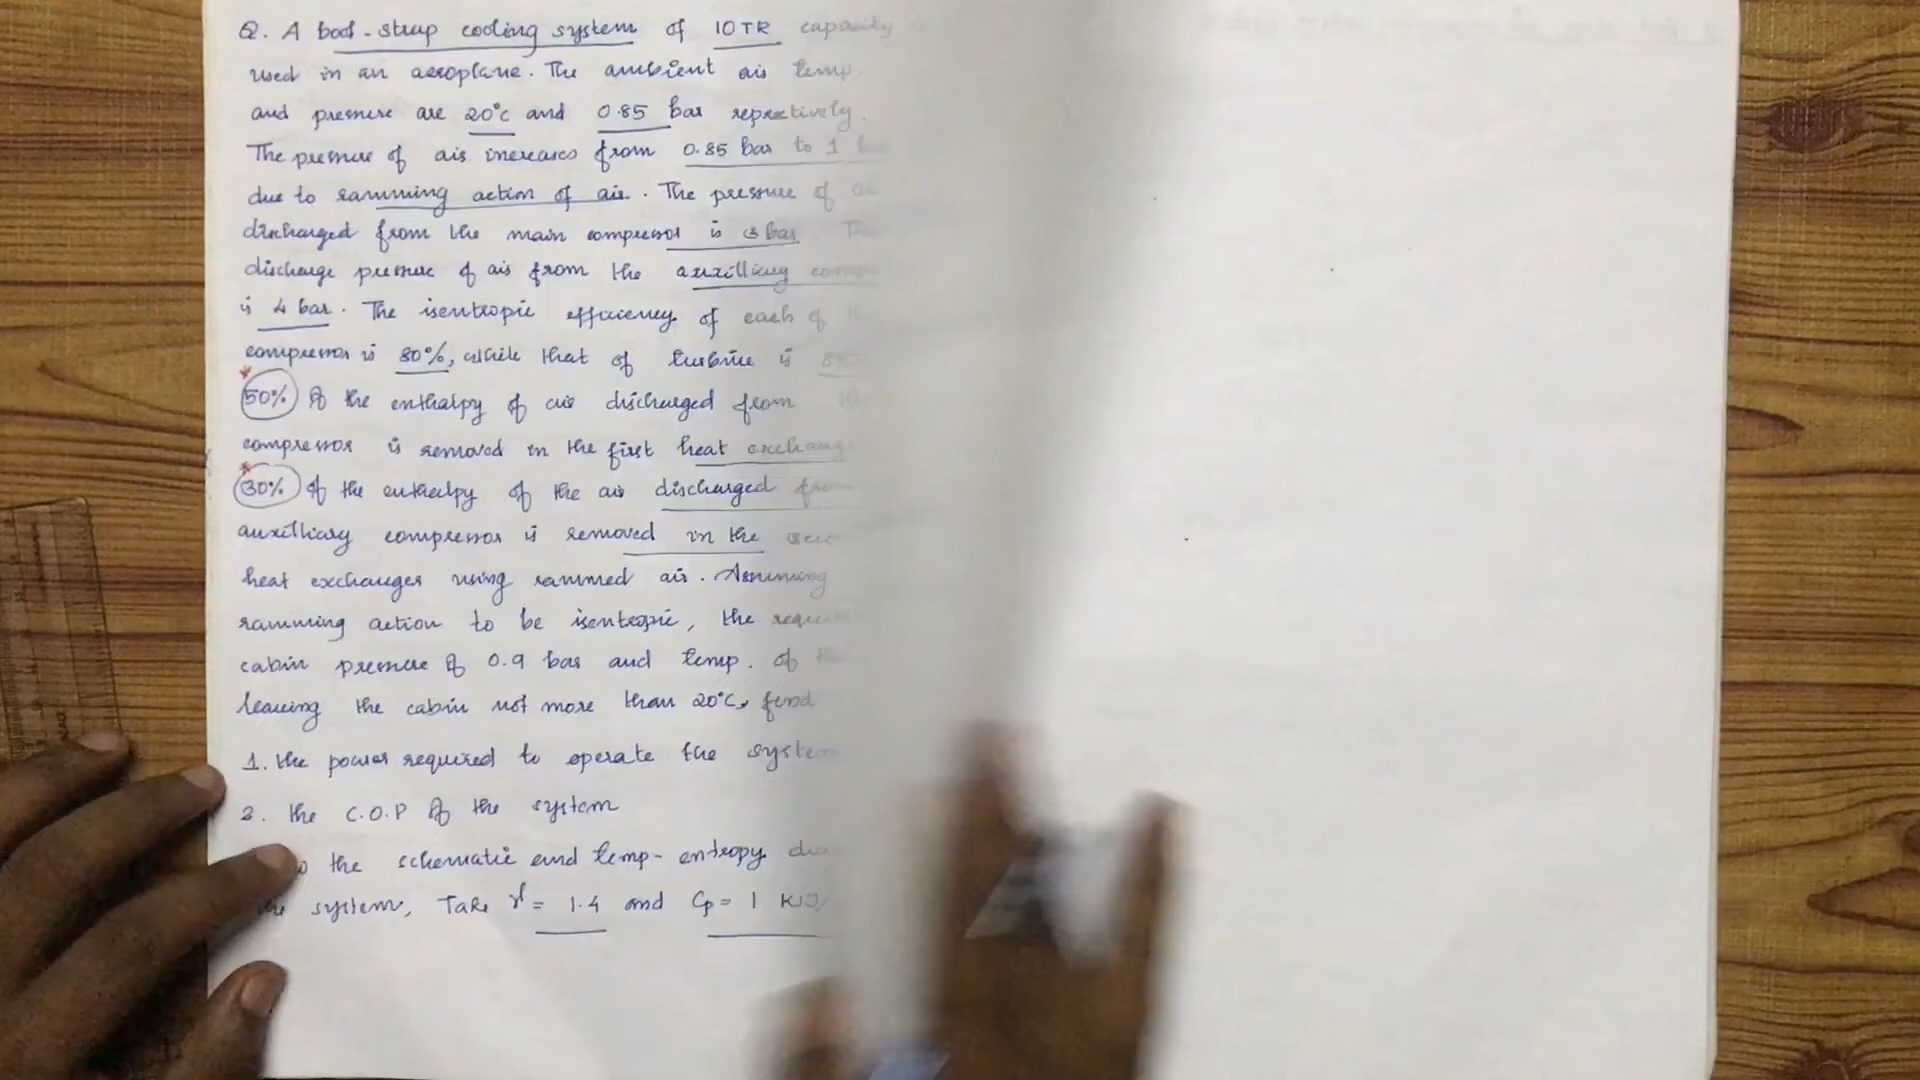 Q. A boot-strap cooling system of 10TR capacity
used in an aeroplane. The ambient air temp.
and pressure are 20°c and 0.85 bar repectively.
The pressure of air increases from 0.85 bar to 1
due to ramming action of air. The pressure of
discharged from the main compressor is 3 bar. The
discharge pressure of air from the auxilliary
is 4 bar. The isentropic efficiency of each of
compressor is 80%, while that of turbine is
50% of the enthalpy of air discharged from
compressor is removed in the first heat exchange
30% of the enthalpy of the air discharged from
auxilliary compressor is removed in the
heat exchanger using rammed air. Assuming
ramming action to be isentropic, the
cabin pressure of 0.9 bar and temp. of
leaving the cabin not more than 20°C, find
1. the power required to operate the system
2. the C.O.P of the system
the schematic and temp-entropy
system, Take γ = 1.4 and Cp = 1 KJ/